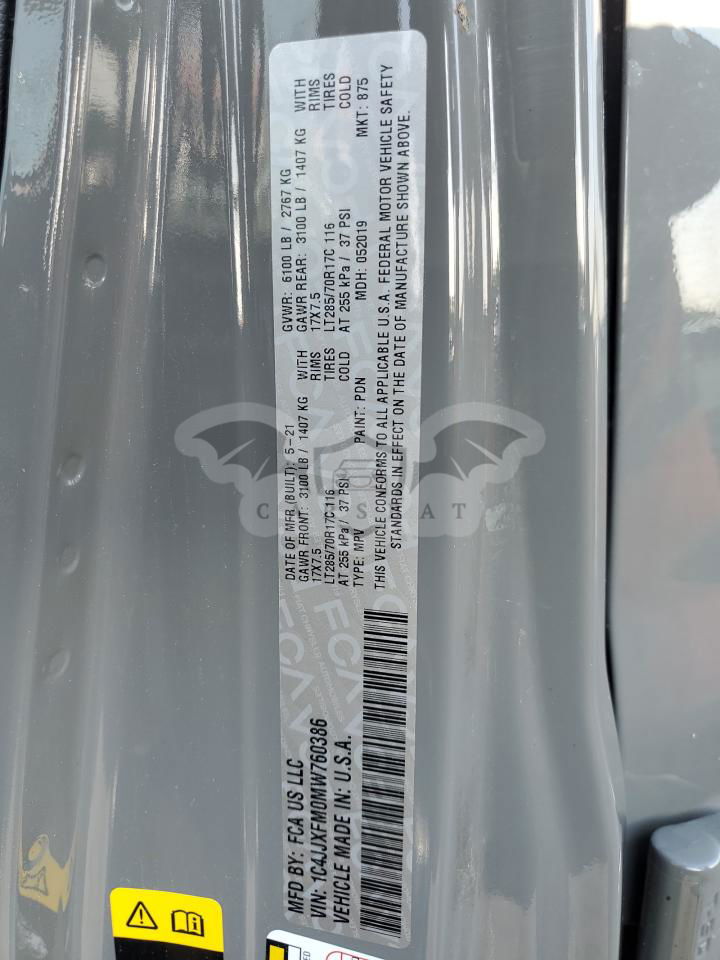 MFD BY: FCA US LLC
DATE OF MFR (BUILT): 5-21
GVWR: 6100 LB / 2767 KG
GAWR FRONT: 3100 LB / 1407 KG WITH
GAWR REAR: 3100 LB / 1407 KG WITH
17X7.5 RIMS
17X7.5 RIMS
LT285/70R17C 116 TIRES
LT285/70R17C 116 TIRES
AT 255 kPa / 37 PSI COLD
AT 255 kPa / 37 PSI COLD
VIN: 1C4JJXFM0MW760386
TYPE: MPV PAINT: PDN MDH: 052019 MKT: 875
VEHICLE MADE IN: U.S.A.
THIS VEHICLE CONFORMS TO ALL APPLICABLE U.S.A. FEDERAL MOTOR VEHICLE SAFETY
STANDARDS IN EFFECT ON THE DATE OF MANUFACTURE SHOWN ABOVE.
FCA